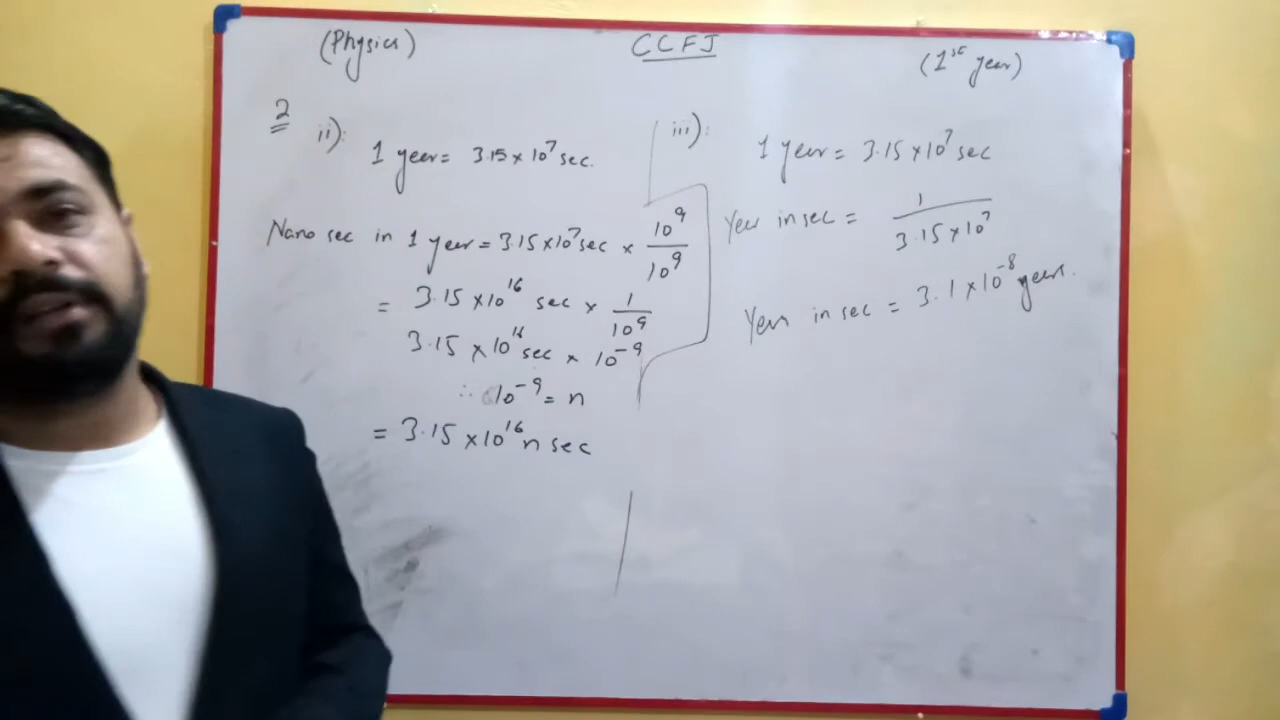 (Physics)
CCFJ
(1st year)
2
ii):
1 year = 3.15 × 10⁷ sec.
Nano sec in 1 year = 3.15×10⁷sec × 10⁹/10⁹
= 3.15 ×10¹⁶ sec × 1/10⁹
3.15 ×10¹⁶ sec × 10⁻⁹
∴ 10⁻⁹ = n
= 3.15 ×10¹⁶ n sec
iii):
1 year = 3.15 ×10⁷ sec
Year in sec = 1/3.15 ×10⁷
Years in sec = 3.1 ×10⁻⁸ years.